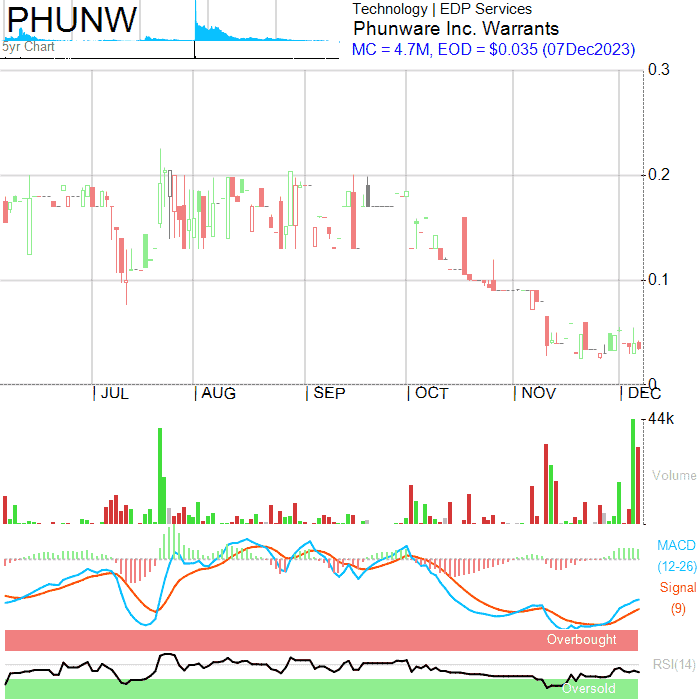 PHUNW
5yr Chart
Technology | EDP Services
Phunware Inc. Warrants
MC = 4.7M, EOD = $0.035 (07Dec2023)
0.3
0.2
0.1
0
JUL AUG SEP OCT NOV DEC
44k
Volume
MACD
(12-26)
Signal
(9)
Overbought
RSI(14)
Oversold